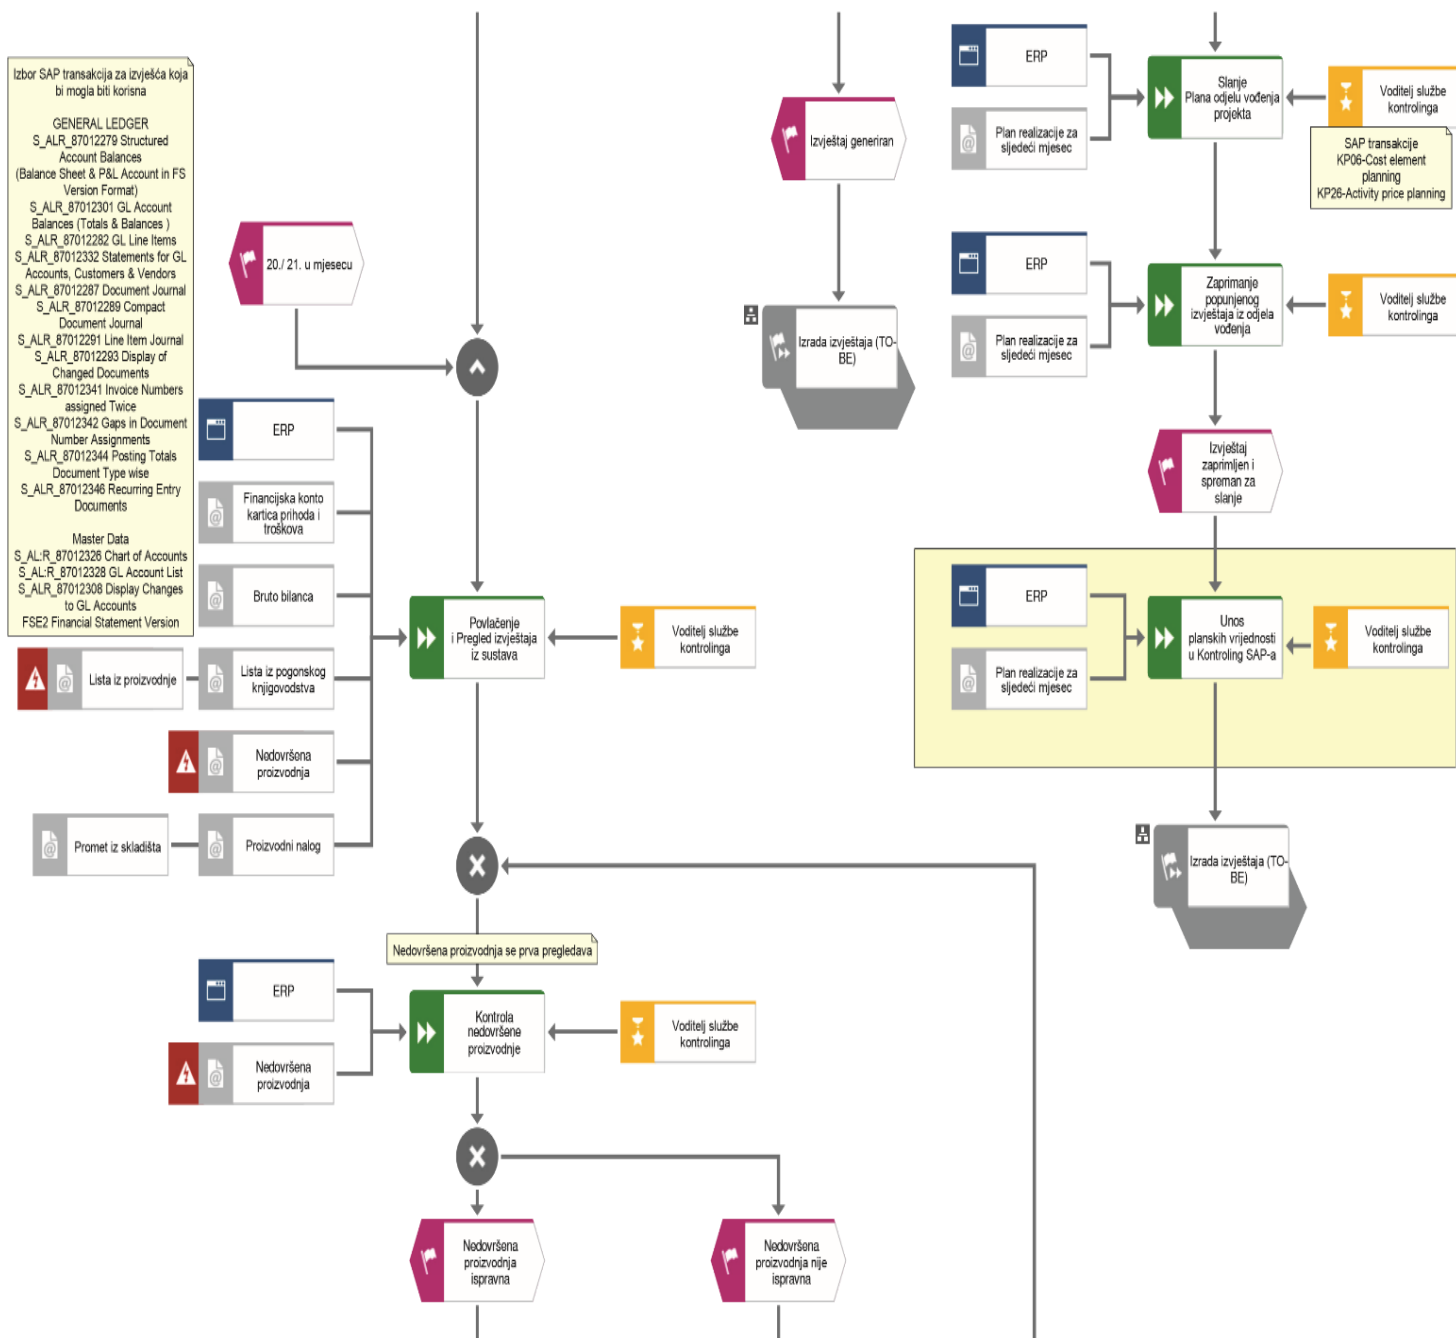 Izbor SAP transakcija za izvješća koja
bi mogla biti korisna
GENERAL LEDGER
S_ALR_87012279 Structured
Account Balances
(Balance Sheet & P&L Account in FS
Version Format)
S_ALR_87012301 GL Account
Balances (Totals & Balances )
S_ALR_87012282 GL Line Items
S_ALR_87012332 Statements for GL
Accounts, Customers & Vendors
S_ALR_87012287 Document Journal
S_ALR_87012289 Compact
Document Journal
S_ALR_87012291 Line Item Journal
S_ALR_87012293 Display of
Changed Documents
S_ALR_87012341 Invoice Numbers
assigned Twice
S_ALR_87012342 Gaps in Document
Number Assignments
S_ALR_87012344 Posting Totals
Document Type wise
S_ALR_87012346 Recurring Entry
Documents
Master Data
S_AL:R_87012326 Chart of Accounts
S_AL:R_87012328 GL Account List
S_ALR_87012308 Display Changes
to GL Accounts
FSE2 Financial Statement Version
20./ 21. u mjesecu
ERP
Financijska konto
kartica prihoda i
troškova
Bruto bilanca
Lista iz proizvodnje
Lista iz pogonskog
knjigovodstva
Nedovršena
proizvodnja
Promet iz skladišta
Proizvodni nalog
Povlačenje
i Pregled izvještaja
iz sustava
Voditelj službe
kontrolinga
Nedovršena proizvodnja se prva pregledava
ERP
Nedovršena
proizvodnja
Kontrola
nedovršene
proizvodnje
Voditelj službe
kontrolinga
Nedovršena
proizvodnja
ispravna
Nedovršena
proizvodnja nije
ispravna
Izvještaj generiran
Izrada izvještaja (TO-
BE)
ERP
Plan realizacije za
sljedeći mjesec
Slanje
Plana odjelu vođenja
projekta
Voditelj službe
kontrolinga
SAP transakcije
KP06-Cost element
planning
KP26-Activity price planning
ERP
Plan realizacije za
sljedeći mjesec
Zaprimanje
popunjenog
izvještaja iz odjela
vođenja
Voditelj službe
kontrolinga
Izvještaj
zaprimljen i
spreman za
slanje
ERP
Plan realizacije za
sljedeći mjesec
Unos
planskih vrijednosti
u Kontroling SAP-a
Voditelj službe
kontrolinga
Izrada izvještaja (TO-
BE)